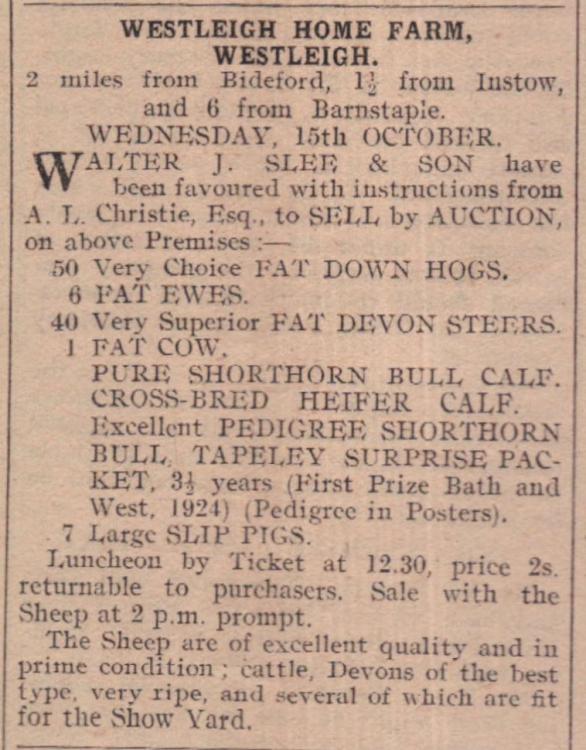 WESTLEIGH HOME FARM,
WESTLEIGH.
2 miles from Bideford, 1½ from Instow,
and 6 from Barnstaple.
WEDNESDAY, 15th OCTOBER.
WALTER J. SLEE & SON have
been favoured with instructions from
A. L. Christie, Esq., to SELL by AUCTION,
on above Premises :—
50 Very Choice FAT DOWN HOGS.
6 FAT EWES.
40 Very Superior FAT DEVON STEERS.
1 FAT COW.
PURE SHORTHORN BULL CALF.
CROSS-BRED HEIFER CALF.
Excellent PEDIGREE SHORTHORN
BULL, TAPELEY SURPRISE PAC-
KET, 3½ years (First Prize Bath and
West, 1924) (Pedigree in Posters).
7 Large SLIP PIGS.
Luncheon by Ticket at 12.30, price 2s.
returnable to purchasers. Sale with the
Sheep at 2 p.m. prompt.
The Sheep are of excellent quality and in
prime condition ; cattle, Devons of the best
type, very ripe, and several of which are fit
for the Show Yard.